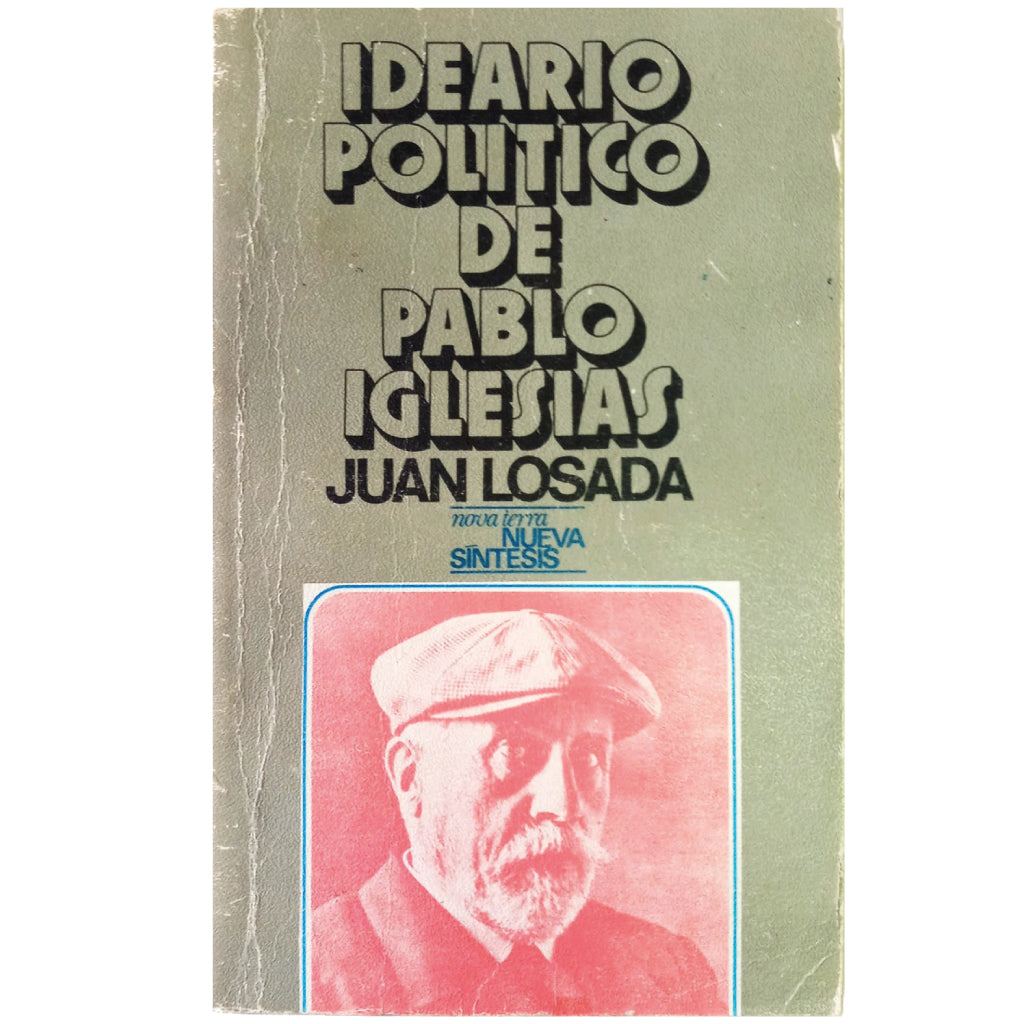 IDEARIO
POLITICO
DE
PABLO
IGLESIAS
JUAN LOSADA
nova terra
NUEVA
SÍNTESIS